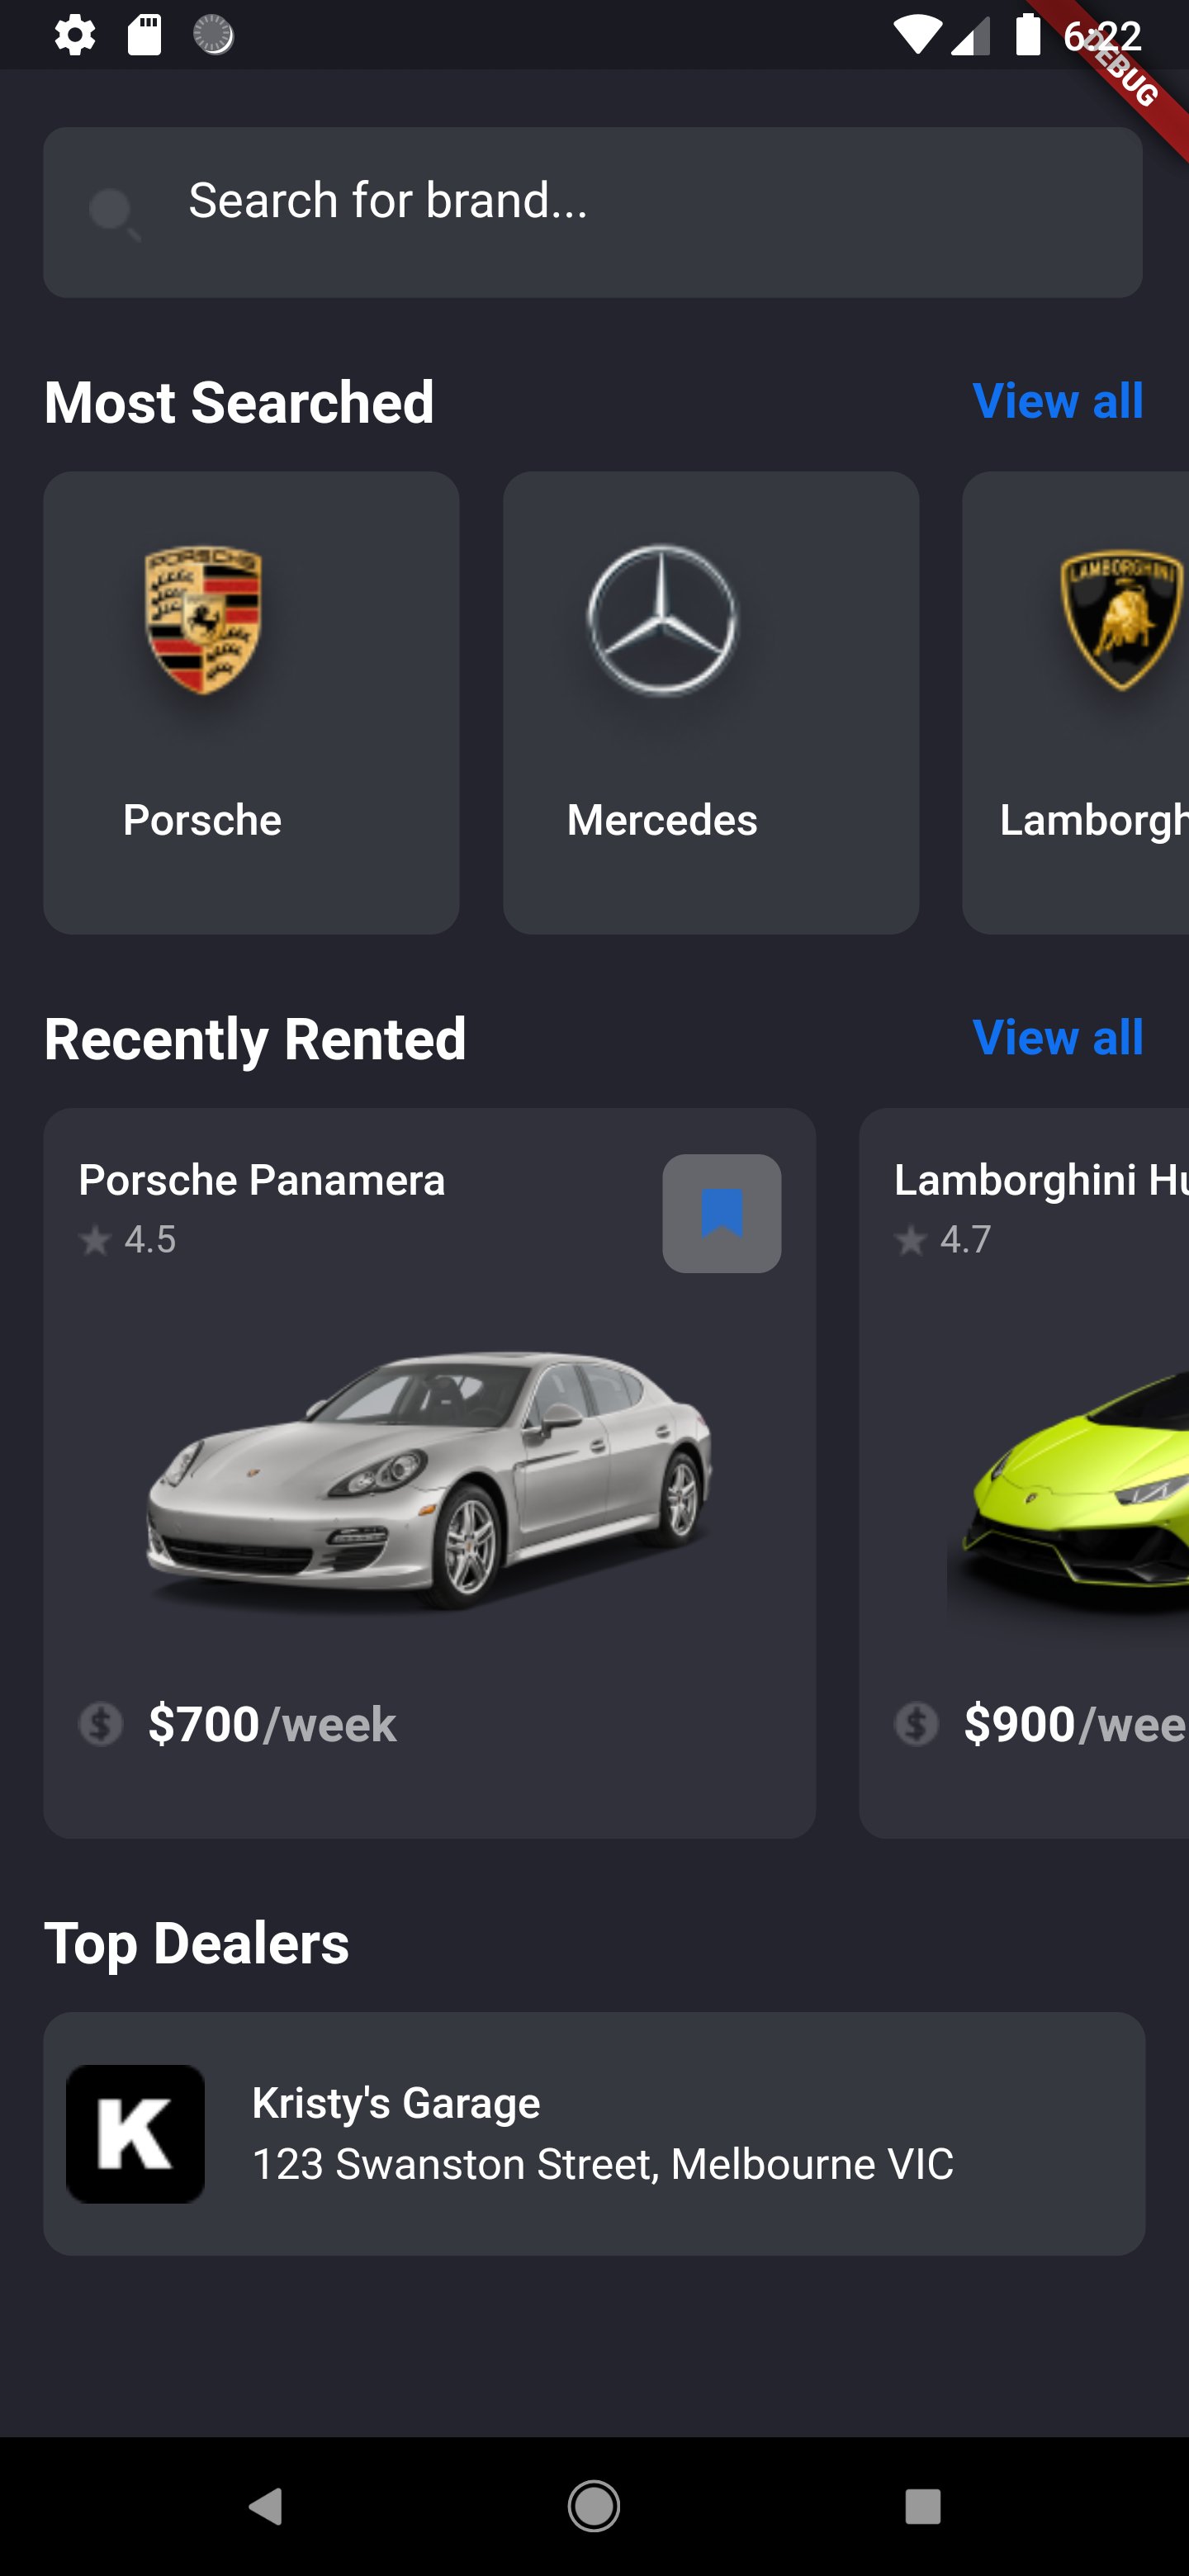 6:22
DEBUG
Search for brand...
Most Searched
View all
PORSCHE
LAMBORGHINI
Porsche
Mercedes
Lamborgh
Recently Rented
View all
Porsche Panamera
Lamborghini Hu
4.5
4.7
$700/week
$900/wee
Top Dealers
K
Kristy's Garage
123 Swanston Street, Melbourne VIC